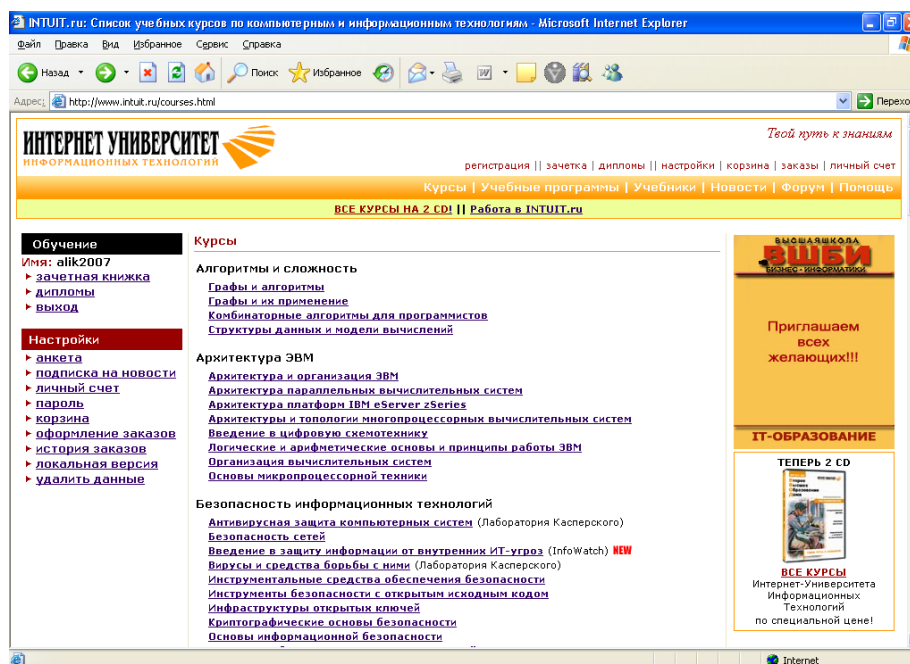 INTUIT.ru: Список учебных курсов по компьютерным и информационным технологиям - Microsoft Internet Explorer
Файл Правка Вид Избранное Сервис Справка
Назад Поиск Избранное
Адрес: http://www.intuit.ru/courses.html Перехо
ИНТЕРНЕТ УНИВЕРСИТЕТ
ИНФОРМАЦИОННЫХ ТЕХНОЛОГИЙ
Твой путь к знаниям
регистрация || зачетка | дипломы || настройки | корзина | заказы | личный счет
Курсы | Учебные программы | Учебники | Новости | Форум | Помощь
ВСЕ КУРСЫ НА 2 CD! || Работа в INTUIT.ru
Обучение
Имя: alik2007
зачетная книжка
дипломы
выход
Настройки
анкета
подписка на новости
личный счет
пароль
корзина
оформление заказов
история заказов
локальная версия
удалить данные
Курсы
Алгоритмы и сложность
Графы и алгоритмы
Графы и их применение
Комбинаторные алгоритмы для программистов
Структуры данных и модели вычислений
Архитектура ЭВМ
Архитектура и организация ЭВМ
Архитектура параллельных вычислительных систем
Архитектура платформ IBM eServer zSeries
Архитектуры и топологии многопроцессорных вычислительных систем
Введение в цифровую схемотехнику
Логические и арифметические основы и принципы работы ЭВМ
Организация вычислительных систем
Основы микропроцессорной техники
Безопасность информационных технологий
Антивирусная защита компьютерных систем (Лаборатория Касперского)
Безопасность сетей
Введение в защиту информации от внутренних ИТ-угроз (InfoWatch) NEW
Вирусы и средства борьбы с ними (Лаборатория Касперского)
Инструментальные средства обеспечения безопасности
Инструменты безопасности с открытым исходным кодом
Инфраструктуры открытых ключей
Криптографические основы безопасности
Основы информационной безопасности
ВЫСШАЯ ШКОЛА
ВШБИ
БИЗНЕС - ИНФОРМАТИКИ
Приглашаем
всех
желающих!!!
IT-ОБРАЗОВАНИЕ
ТЕПЕРЬ 2 CD
ВСЕ КУРСЫ
Интернет-Университета
Информационных
Технологий
по специальной цене!
Internet